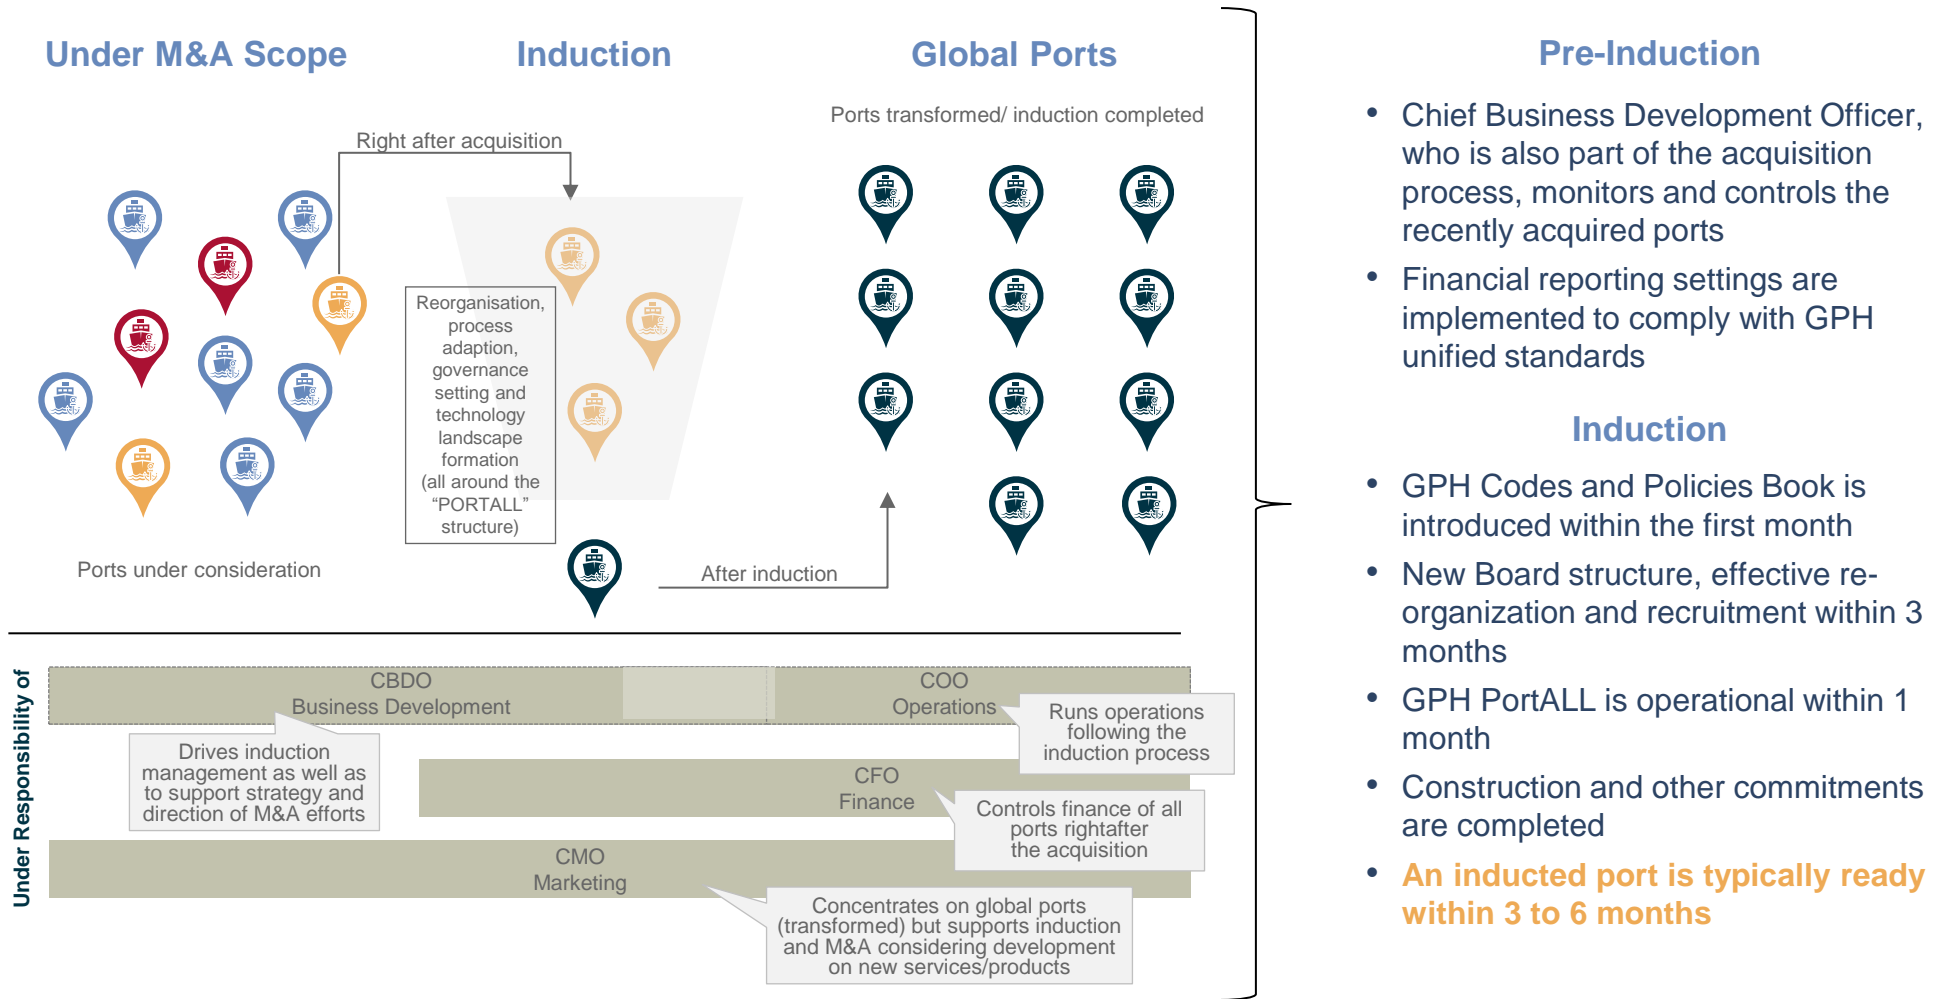 Under M&A Scope
Induction
Global Ports
Ports transformed/ induction completed
Right after acquisition
Reorganisation,
process
adaption,
governance
setting and
technology
landscape
formation
(all around the
“PORTALL”
structure)
Ports under consideration
After induction
Under Responsibility of
CBDO
Business Development
COO
Operations
Runs operations
following the
induction process
Drives induction
management as well as
to support strategy and
direction of M&A efforts
CFO
Finance
Controls finance of all
ports rightafter
the acquisition
CMO
Marketing
Concentrates on global ports
(transformed) but supports induction
and M&A considering development
on new services/products
Pre-Induction
• Chief Business Development Officer,
who is also part of the acquisition
process, monitors and controls the
recently acquired ports
• Financial reporting settings are
implemented to comply with GPH
unified standards
Induction
• GPH Codes and Policies Book is
introduced within the first month
• New Board structure, effective re-
organization and recruitment within 3
months
• GPH PortALL is operational within 1
month
• Construction and other commitments
are completed
• An inducted port is typically ready
within 3 to 6 months